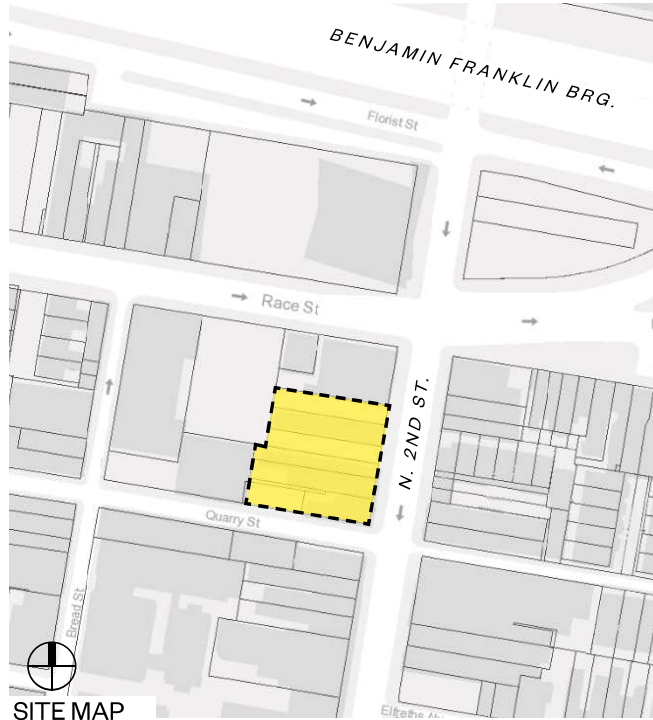 BENJAMIN FRANKLIN BRG.
Florist St
Race St
N. 2ND ST.
Quarry St
Bread St
SITE MAP